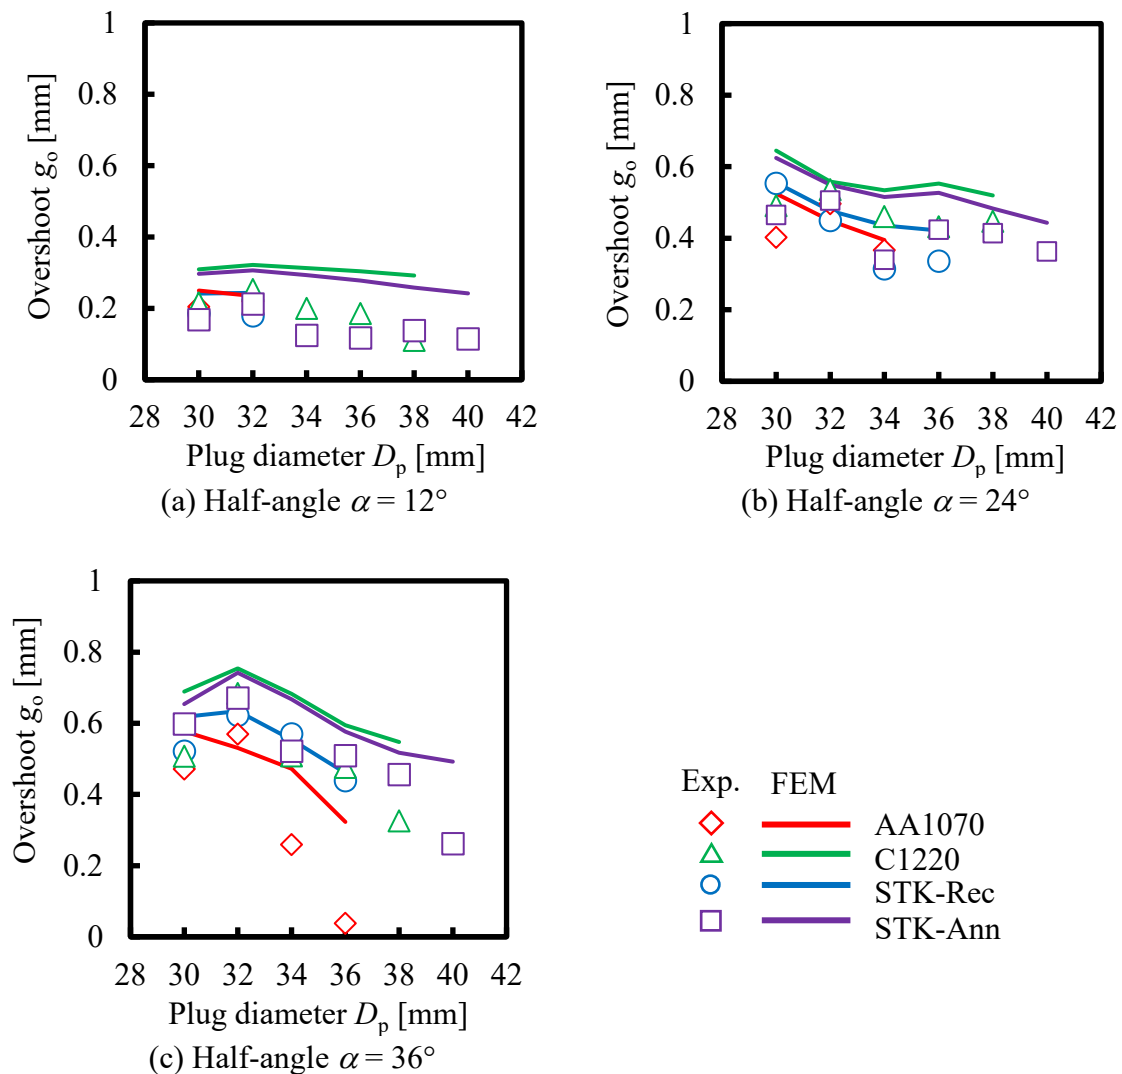 1
0.8
0.6
0.4
0.2
0
Overshoot gₒ [mm]
28 30 32 34 36 38 40 42
Plug diameter Dₚ [mm]
(a) Half-angle α = 12°
1
0.8
0.6
0.4
0.2
0
Overshoot gₒ [mm]
28 30 32 34 36 38 40 42
Plug diameter Dₚ [mm]
(b) Half-angle α = 24°
1
0.8
0.6
0.4
0.2
0
Overshoot gₒ [mm]
28 30 32 34 36 38 40 42
Plug diameter Dₚ [mm]
(c) Half-angle α = 36°
Exp. FEM
AA1070
C1220
STK-Rec
STK-Ann